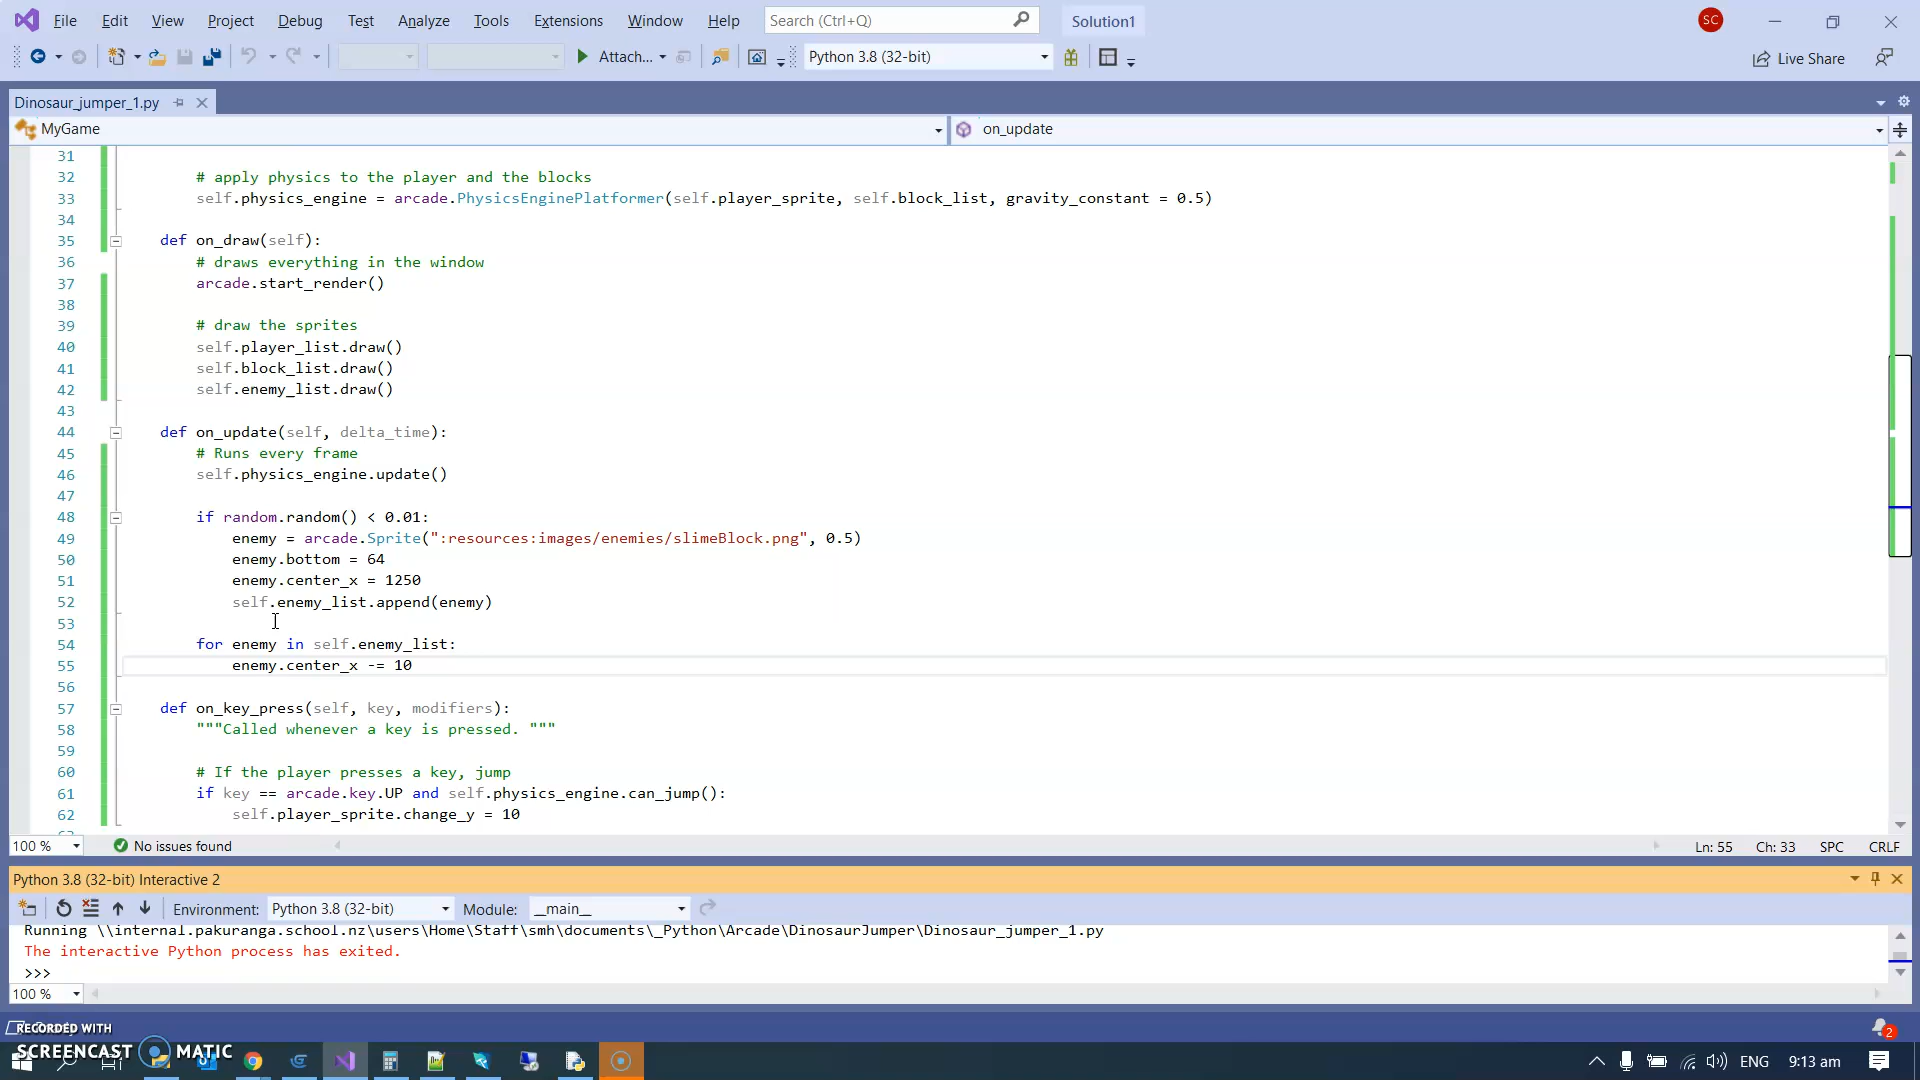 File Edit View Project Debug Test Analyze Tools Extensions Window Help Search (Ctrl+Q) Solution1 SC
Attach... Python 3.8 (32-bit) Live Share
Dinosaur_jumper_1.py
MyGame on_update
31
32 # apply physics to the player and the blocks
33 self.physics_engine = arcade.PhysicsEnginePlatformer(self.player_sprite, self.block_list, gravity_constant = 0.5)
34
35 def on_draw(self):
36 # draws everything in the window
37 arcade.start_render()
38
39 # draw the sprites
40 self.player_list.draw()
41 self.block_list.draw()
42 self.enemy_list.draw()
43
44 def on_update(self, delta_time):
45 # Runs every frame
46 self.physics_engine.update()
47
48 if random.random() < 0.01:
49 enemy = arcade.Sprite(":resources:images/enemies/slimeBlock.png", 0.5)
50 enemy.bottom = 64
51 enemy.center_x = 1250
52 self.enemy_list.append(enemy)
53
54 for enemy in self.enemy_list:
55 enemy.center_x -= 10
56
57 def on_key_press(self, key, modifiers):
58 """Called whenever a key is pressed. """
59
60 # If the player presses a key, jump
61 if key == arcade.key.UP and self.physics_engine.can_jump():
62 self.player_sprite.change_y = 10
100 % No issues found Ln: 55 Ch: 33 SPC CRLF
Python 3.8 (32-bit) Interactive 2
Environment: Python 3.8 (32-bit) Module: __main__
Running \\internal.pakuranga.school.nz\users\Home\Staff\smh\documents\_Python\Arcade\DinosaurJumper\Dinosaur_jumper_1.py
The interactive Python process has exited.
>>>
100 %
RECORDED WITH
2
SCREENCAST MATIC
ENG 9:13 am